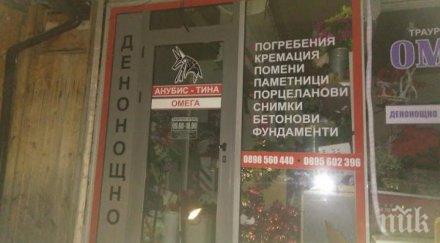 ДЕНОНОЩНО
АНУБИС - ТИНА
ОМЕГА
ПОГРЕБЕНИЯ
КРЕМАЦИЯ
ПОМЕНИ
ПАМЕТНИЦИ
ПОРЦЕЛАНОВИ
СНИМКИ
БЕТОНОВИ
ФУНДАМЕНТИ
0898 560 440 · 0895 602 396
ТРАУР
ОМ
ДЕНОНОЩНО
ПИК